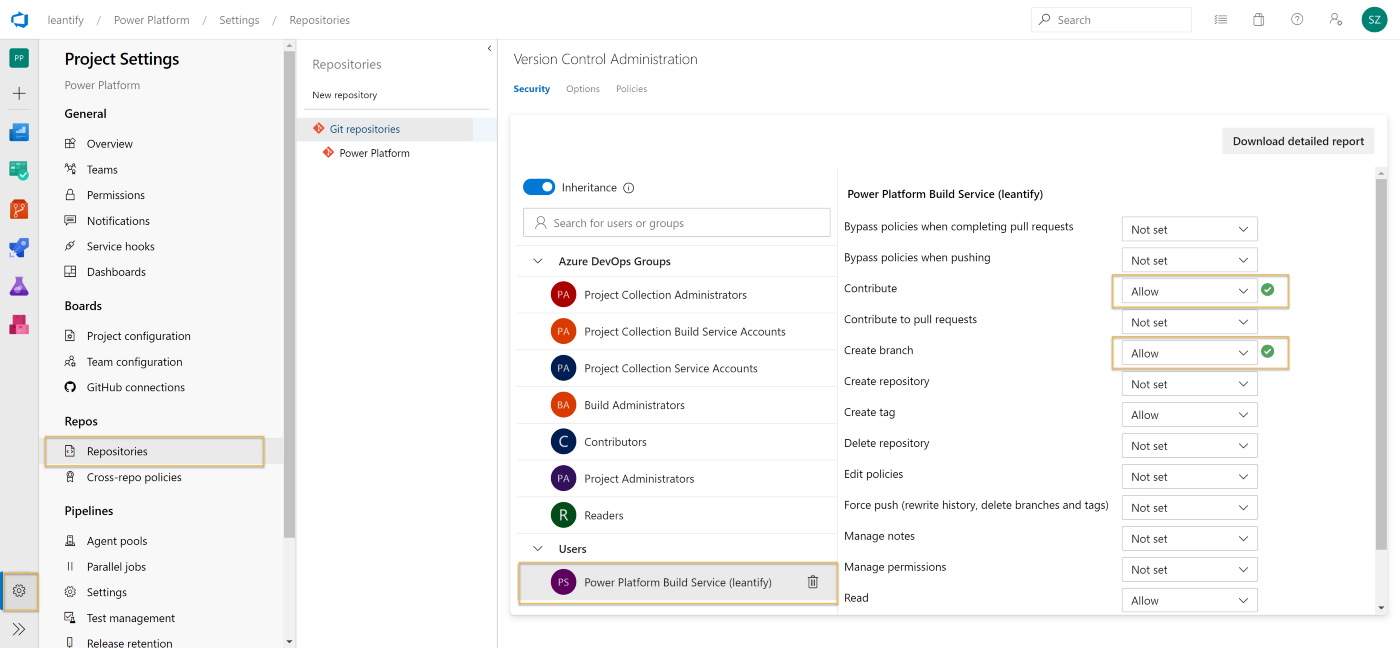 leantify / Power Platform / Settings / Repositories
Search
SZ
PP
Project Settings
Power Platform
General
Overview
Teams
Permissions
Notifications
Service hooks
Dashboards
Boards
Project configuration
Team configuration
GitHub connections
Repos
Repositories
Cross-repo policies
Pipelines
Agent pools
Parallel jobs
Settings
Test management
Release retention
Repositories
New repository
Git repositories
Power Platform
Version Control Administration
Security Options Policies
Download detailed report
Inheritance
Search for users or groups
Azure DevOps Groups
PA Project Collection Administrators
PA Project Collection Build Service Accounts
PA Project Collection Service Accounts
BA Build Administrators
C Contributors
PA Project Administrators
R Readers
Users
PS Power Platform Build Service (leantify)
Power Platform Build Service (leantify)
Bypass policies when completing pull requests Not set
Bypass policies when pushing Not set
Contribute Allow
Contribute to pull requests Not set
Create branch Allow
Create repository Not set
Create tag Allow
Delete repository Not set
Edit policies Not set
Force push (rewrite history, delete branches and tags) Not set
Manage notes Not set
Manage permissions Not set
Read Allow